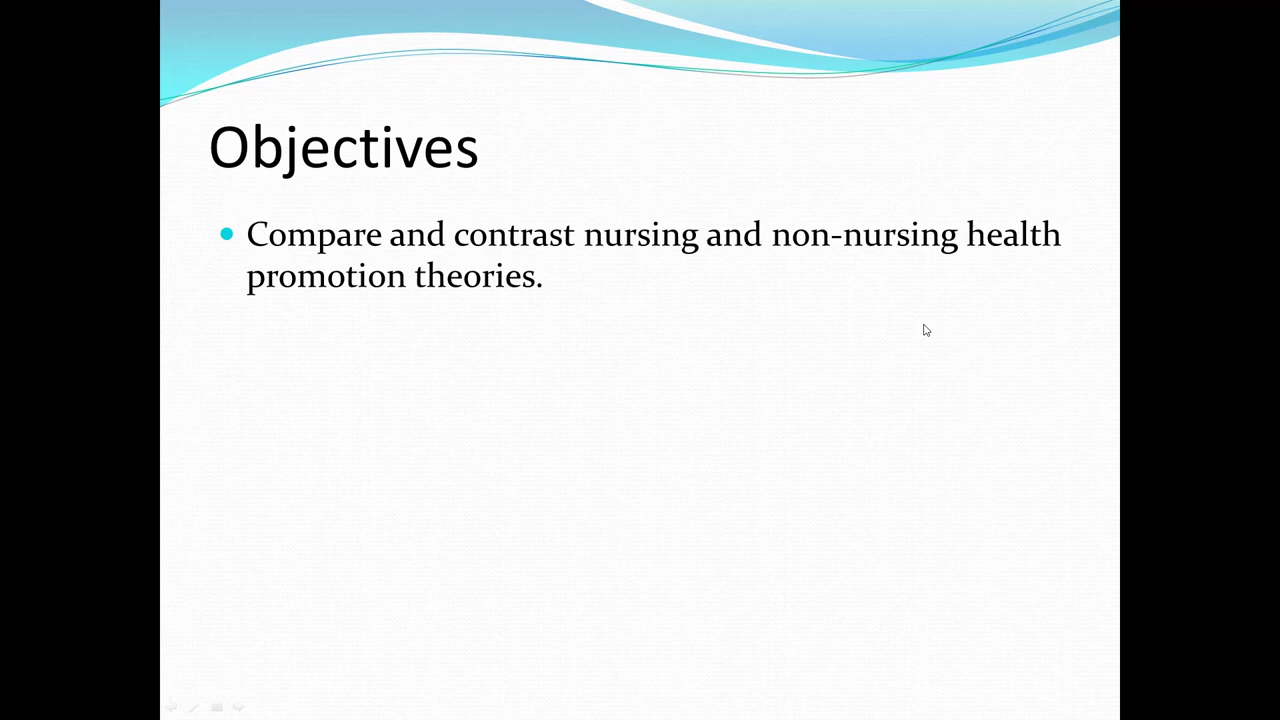 Objectives
Compare and contrast nursing and non-nursing health
promotion theories.